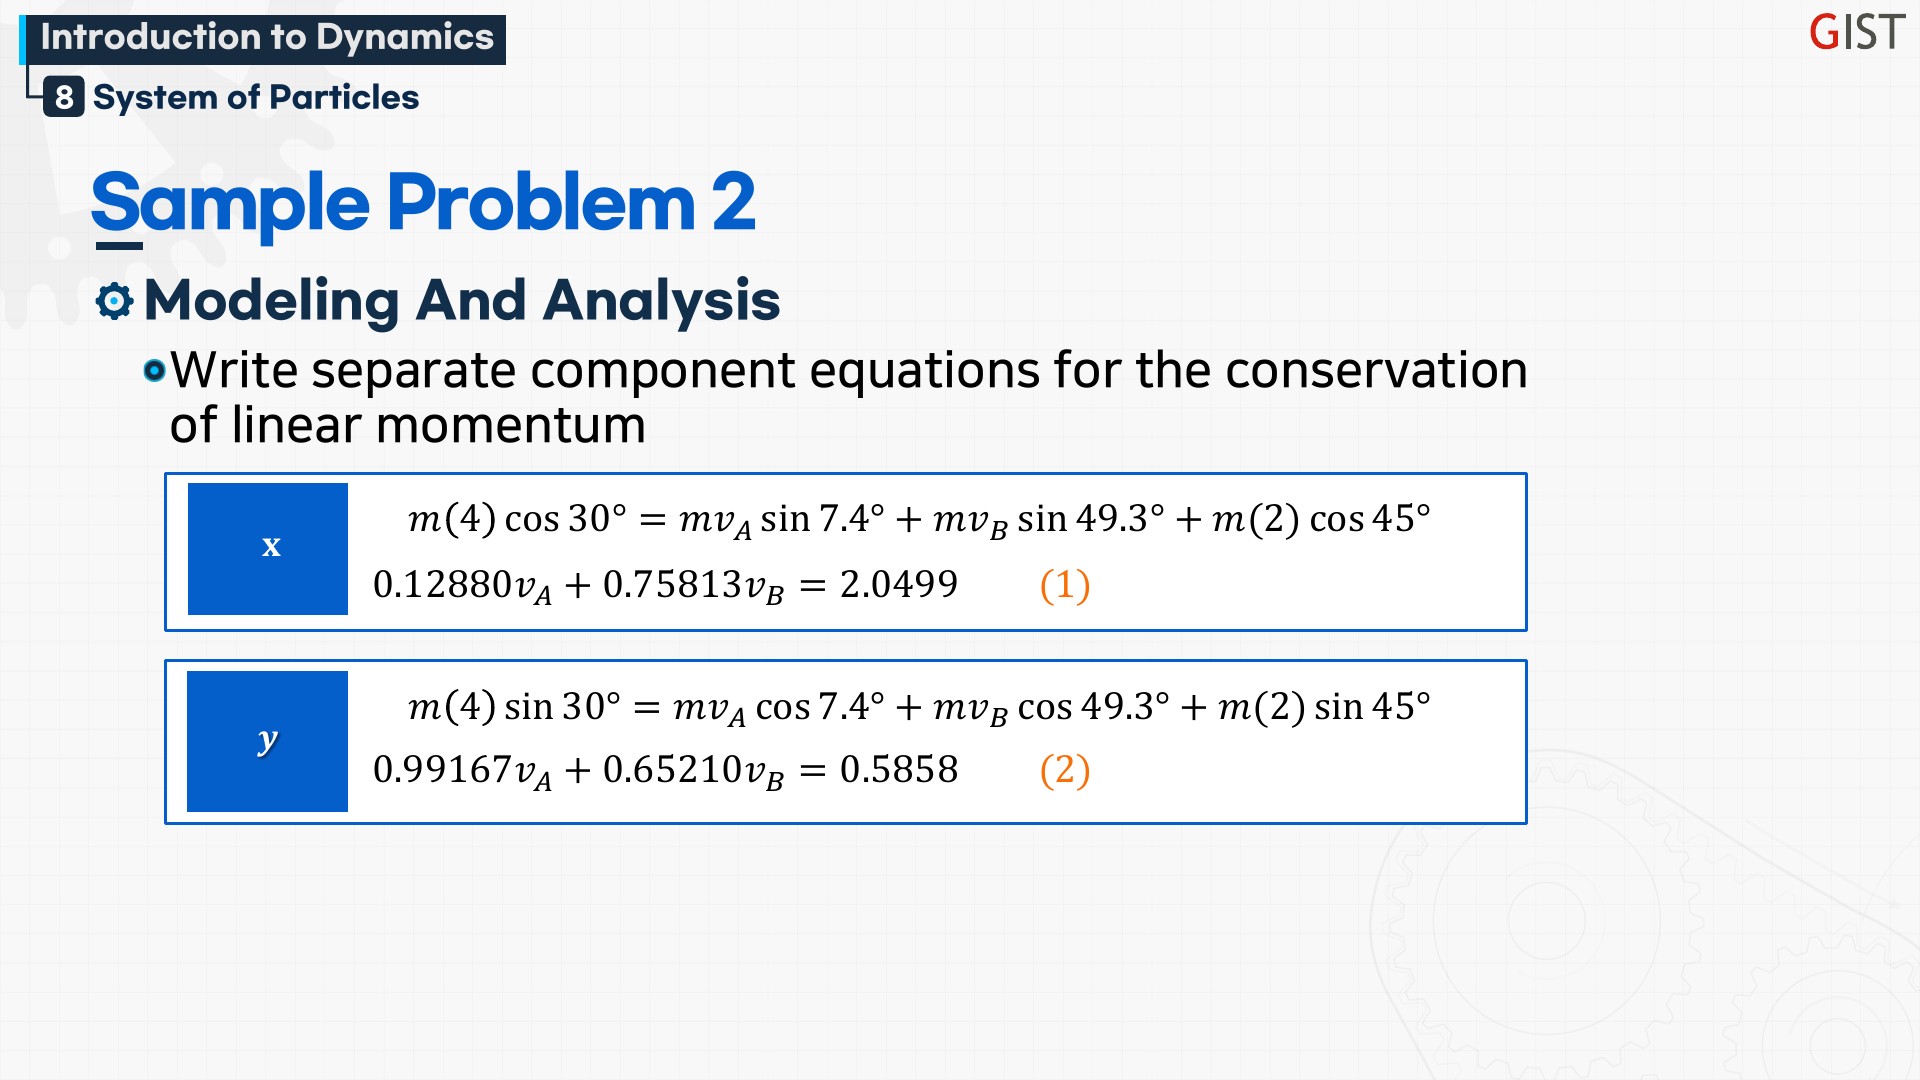 Introduction to Dynamics
GIST
8 System of Particles
Sample Problem 2
Modeling And Analysis
Write separate component equations for the conservation
of linear momentum
x
m(4) cos 30° = mv_A sin 7.4° + mv_B sin 49.3° + m(2) cos 45°
0.12880v_A + 0.75813v_B = 2.0499 (1)
y
m(4) sin 30° = mv_A cos 7.4° + mv_B cos 49.3° + m(2) sin 45°
0.99167v_A + 0.65210v_B = 0.5858 (2)